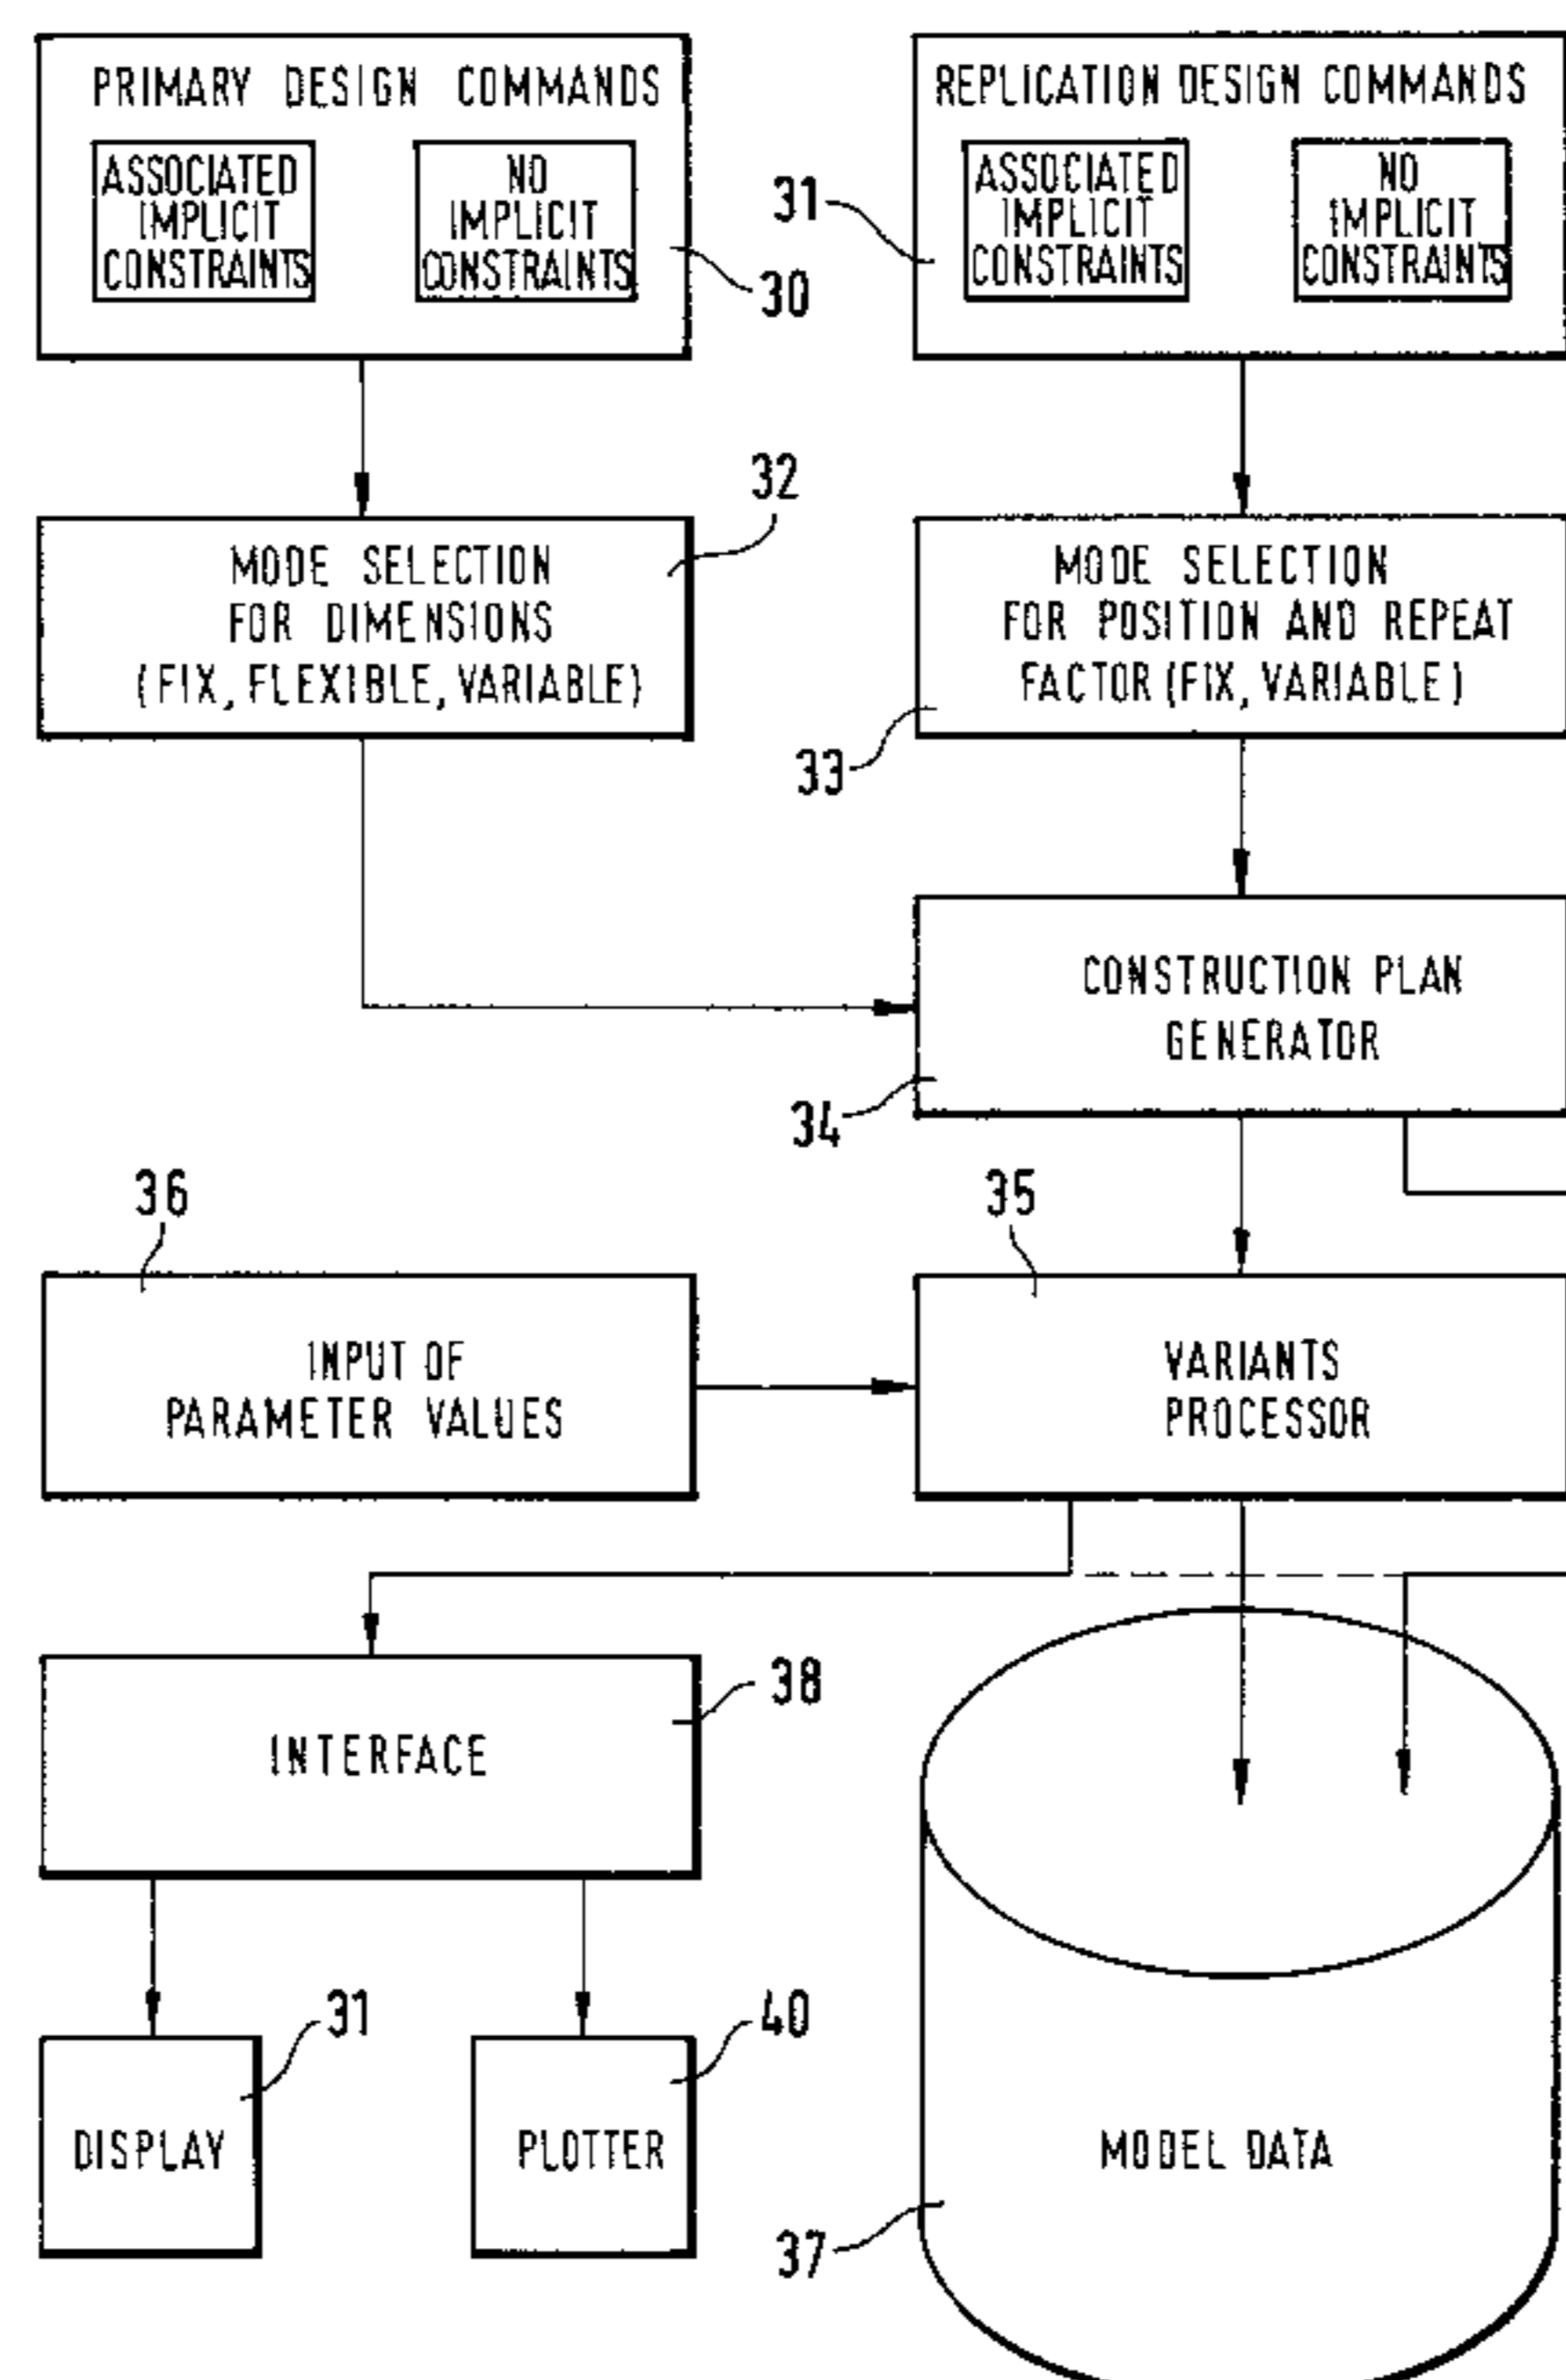 PRIMARY DESIGN COMMANDS
ASSOCIATED
IMPLICIT
CONSTRAINTS
NO
IMPLICIT
CONSTRAINTS
30
REPLICATION DESIGN COMMANDS
ASSOCIATED
IMPLICIT
CONSTRAINTS
NO
IMPLICIT
CONSTRAINTS
31
32
MODE SELECTION
FOR DIMENSIONS
(FIX, FLEXIBLE, VARIABLE)
MODE SELECTION
FOR POSITION AND REPEAT
FACTOR (FIX, VARIABLE)
33
CONSTRUCTION PLAN
GENERATOR
34
36
INPUT OF
PARAMETER VALUES
35
VARIANTS
PROCESSOR
INTERFACE
38
DISPLAY
31
PLOTTER
40
MODEL DATA
37